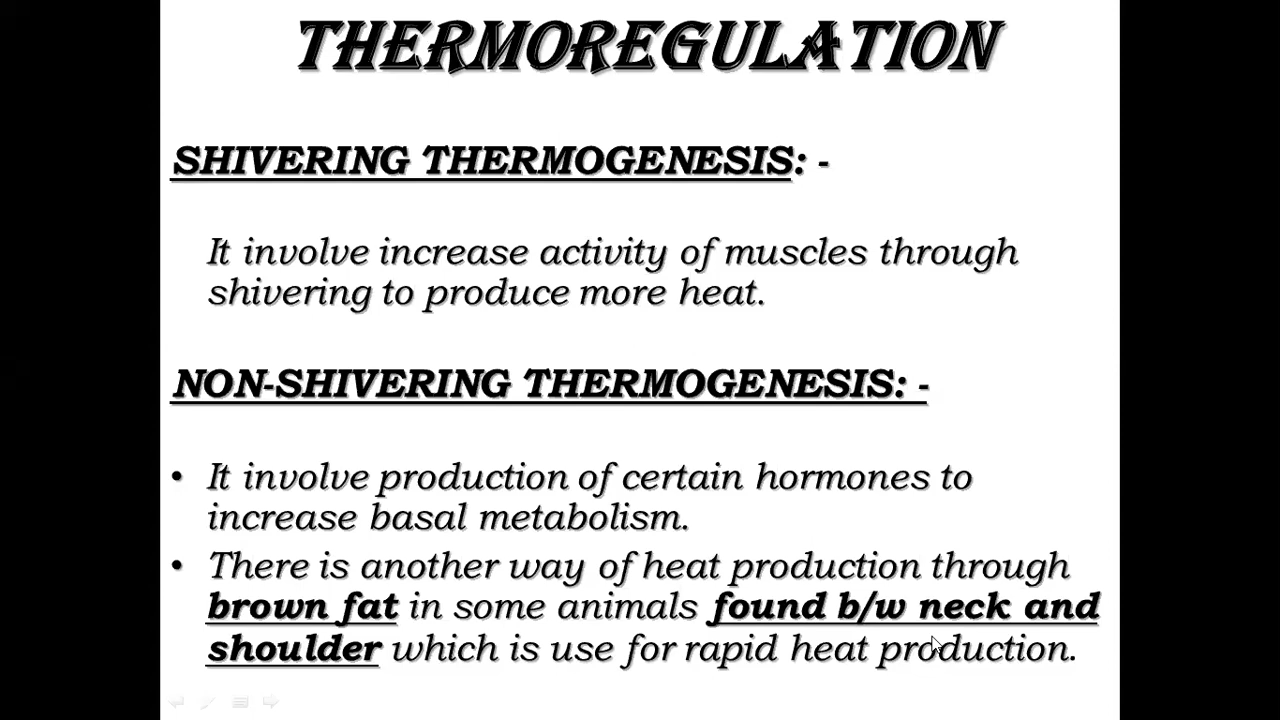 THERMOREGULATION
SHIVERING THERMOGENESIS: -
It involve increase activity of muscles through
shivering to produce more heat.
NON-SHIVERING THERMOGENESIS: -
• It involve production of certain hormones to
increase basal metabolism.
• There is another way of heat production through
brown fat in some animals found b/w neck and
shoulder which is use for rapid heat production.